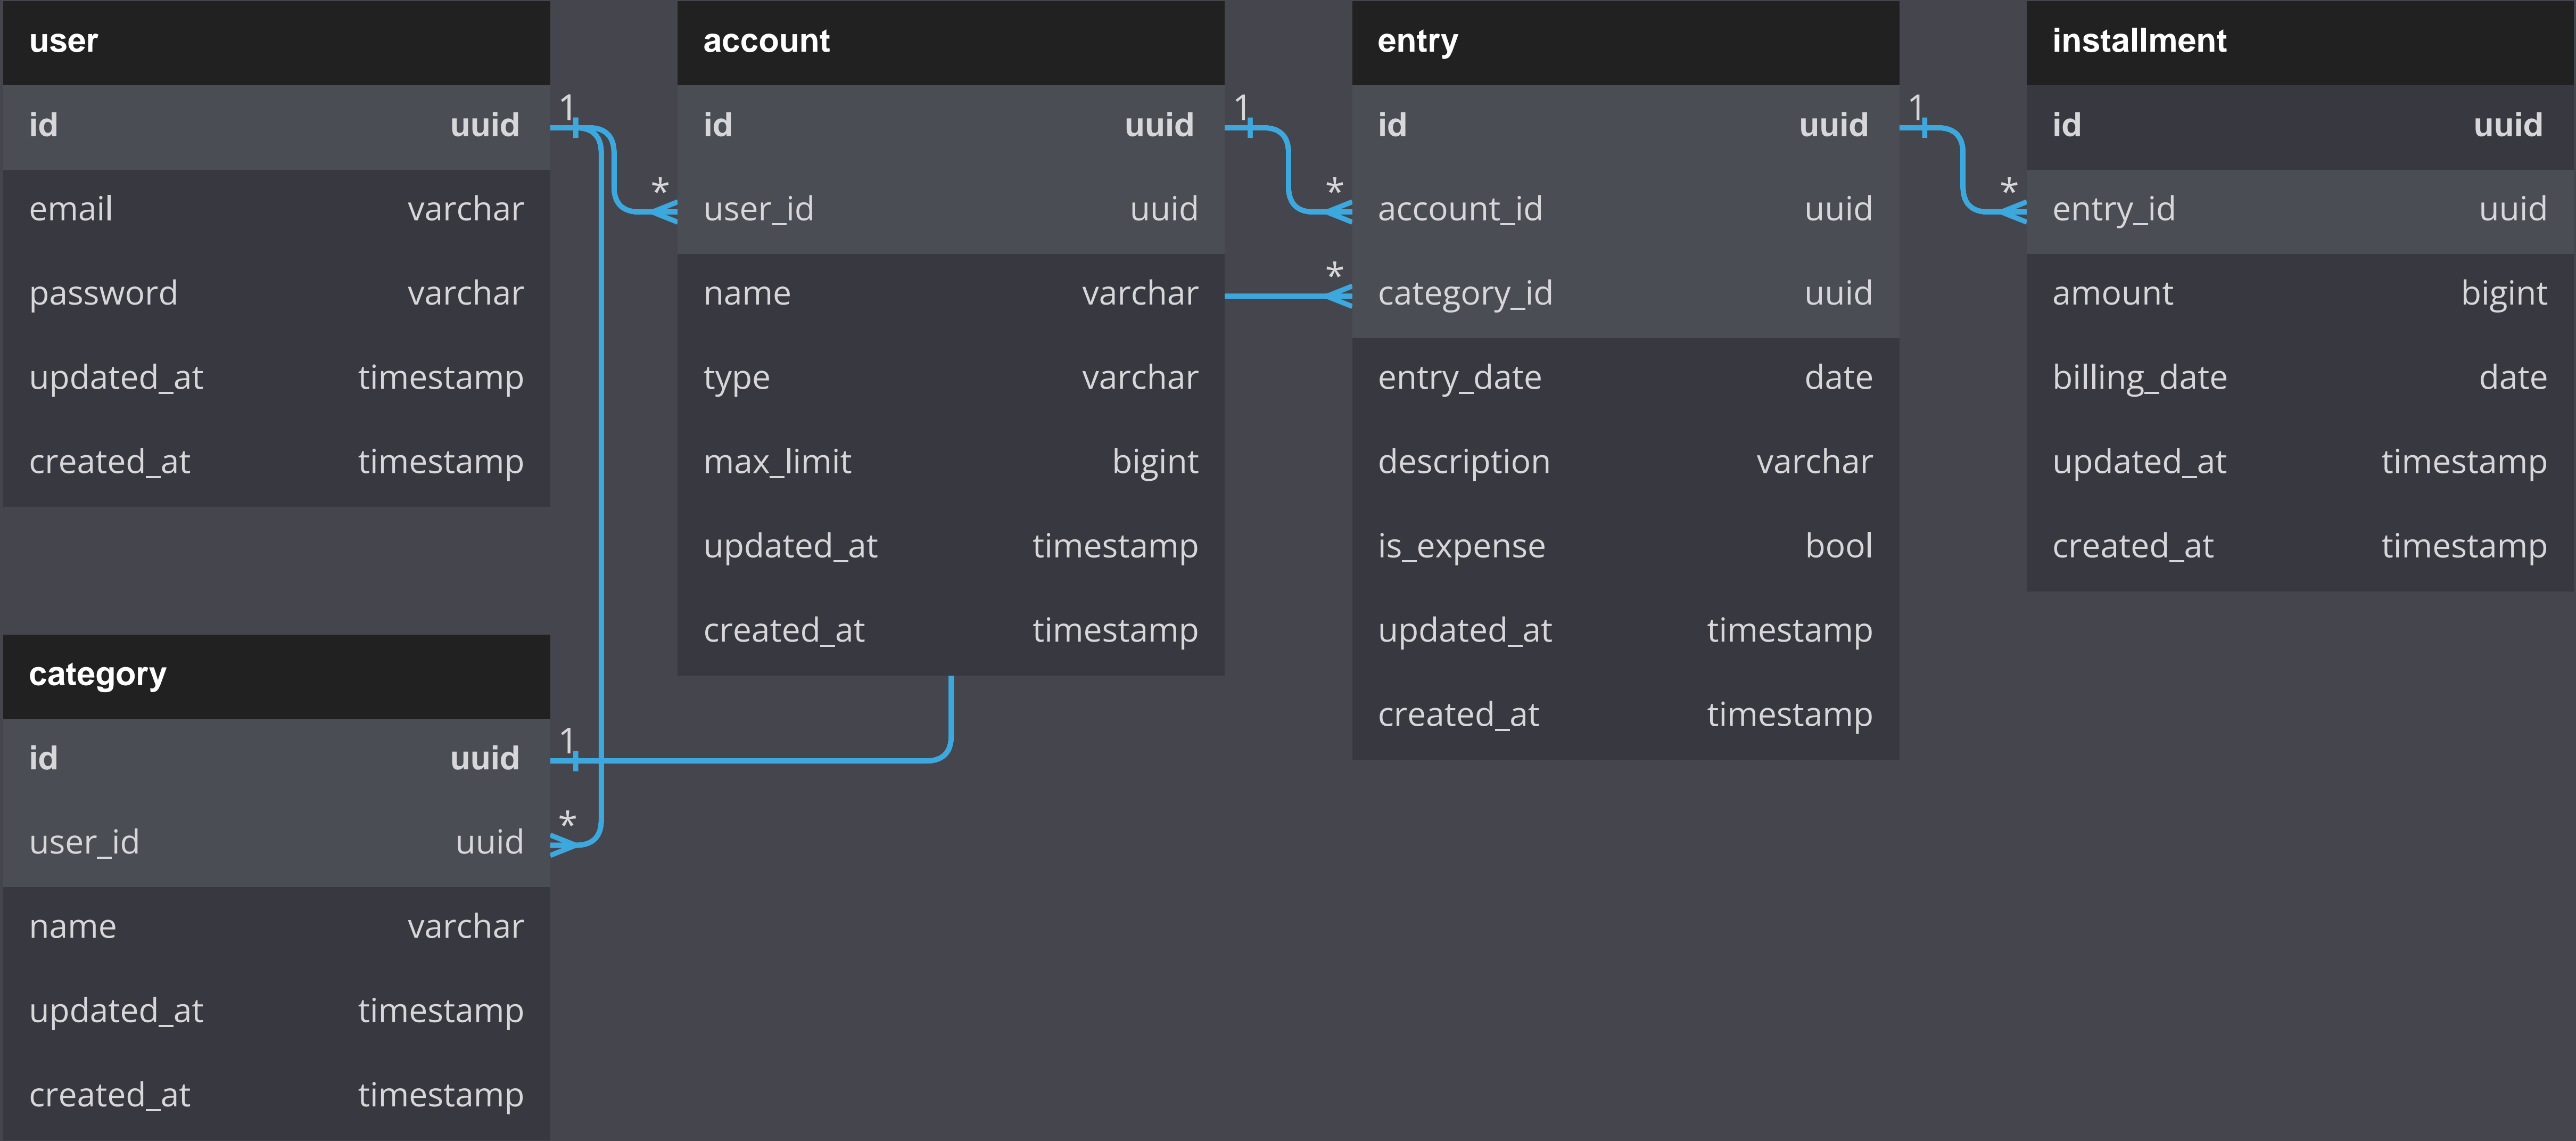 user
id uuid
email varchar
password varchar
updated_at timestamp
created_at timestamp
1
*
account
id uuid
user_id uuid
name varchar
type varchar
max_limit bigint
updated_at timestamp
created_at timestamp
1
*
*
entry
id uuid
account_id uuid
category_id uuid
entry_date date
description varchar
is_expense bool
updated_at timestamp
created_at timestamp
1
*
installment
id uuid
entry_id uuid
amount bigint
billing_date date
updated_at timestamp
created_at timestamp
category
id uuid
user_id uuid
name varchar
updated_at timestamp
created_at timestamp
1
*